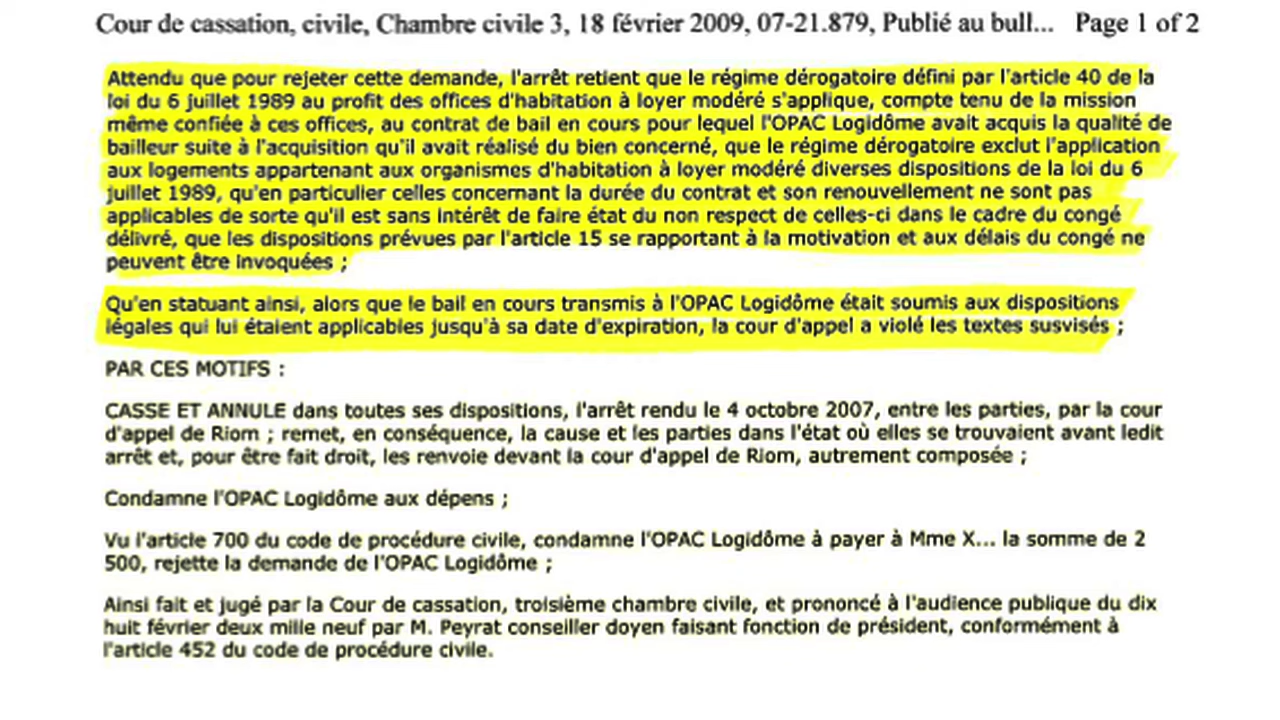 Cour de cassation, civile, Chambre civile 3, 18 février 2009, 07-21.879, Publié au bull... Page 1 of 2
Attendu que pour rejeter cette demande, l'arrêt retient que le régime dérogatoire défini par l'article 40 de la
loi du 6 juillet 1989 au profit des offices d'habitation à loyer modéré s'applique, compte tenu de la mission
même confiée à ces offices, au contrat de bail en cours pour lequel l'OPAC Logidôme avait acquis la qualité de
bailleur suite à l'acquisition qu'il avait réalisé du bien concerné, que le régime dérogatoire exclut l'application
aux logements appartenant aux organismes d'habitation à loyer modéré diverses dispositions de la loi du 6
juillet 1989, qu'en particulier celles concernant la durée du contrat et son renouvellement ne sont pas
applicables de sorte qu'il est sans intérêt de faire état du non respect de celles-ci dans le cadre du congé
délivré, que les dispositions prévues par l'article 15 se rapportant à la motivation et aux délais du congé ne
peuvent être invoquées ;
Qu'en statuant ainsi, alors que le bail en cours transmis à l'OPAC Logidôme était soumis aux dispositions
légales qui lui étaient applicables jusqu'à sa date d'expiration, la cour d'appel a violé les textes susvisés ;
PAR CES MOTIFS :
CASSE ET ANNULE dans toutes ses dispositions, l'arrêt rendu le 4 octobre 2007, entre les parties, par la cour
d'appel de Riom ; remet, en conséquence, la cause et les parties dans l'état où elles se trouvaient avant ledit
arrêt et, pour être fait droit, les renvoie devant la cour d'appel de Riom, autrement composée ;
Condamne l'OPAC Logidôme aux dépens ;
Vu l'article 700 du code de procédure civile, condamne l'OPAC Logidôme à payer à Mme X... la somme de 2
500, rejette la demande de l'OPAC Logidôme ;
Ainsi fait et jugé par la Cour de cassation, troisième chambre civile, et prononcé à l'audience publique du dix
huit février deux mille neuf par M. Peyrat conseiller doyen faisant fonction de président, conformément à
l'article 452 du code de procédure civile.